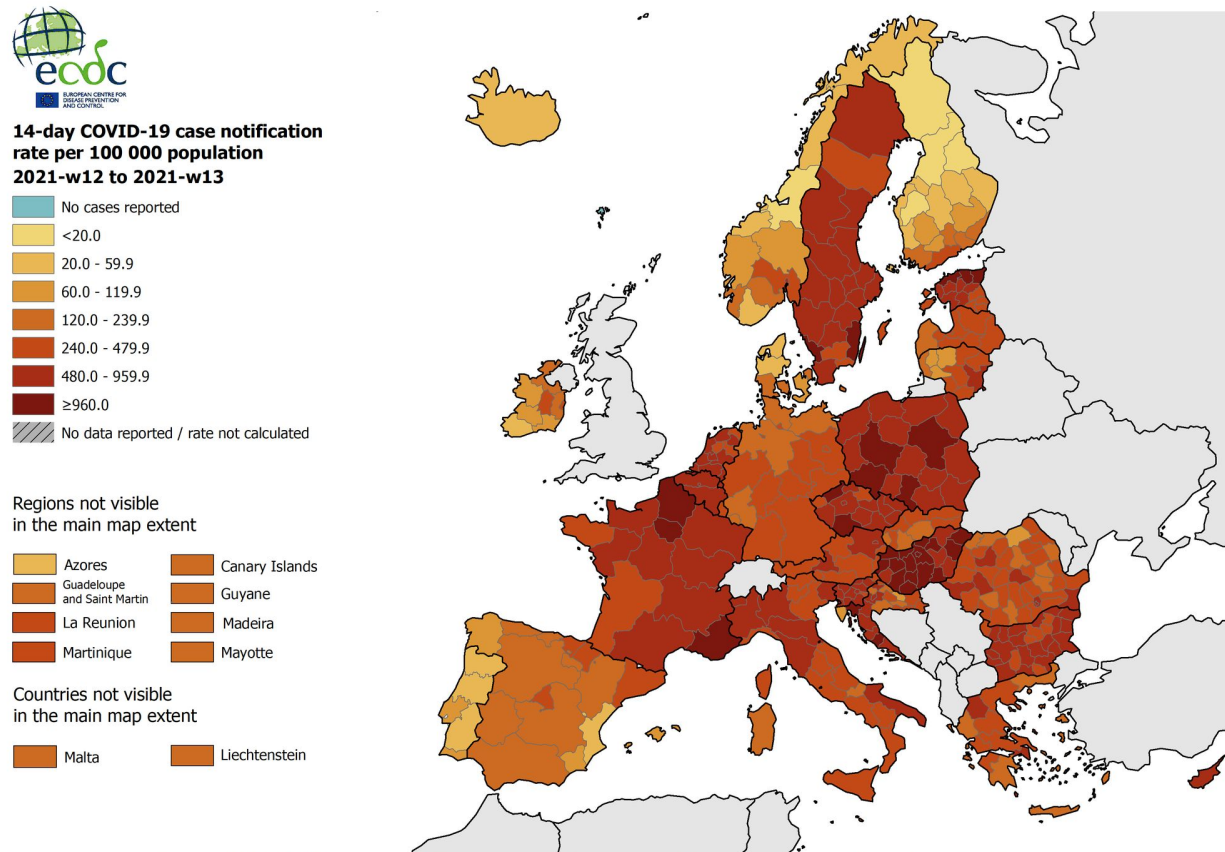 ecdc
EUROPEAN CENTRE FOR
DISEASE PREVENTION
AND CONTROL
14-day COVID-19 case notification
rate per 100 000 population
2021-w12 to 2021-w13
No cases reported
<20.0
20.0 - 59.9
60.0 - 119.9
120.0 - 239.9
240.0 - 479.9
480.0 - 959.9
≥960.0
No data reported / rate not calculated
Regions not visible
in the main map extent
Azores
Guadeloupe
and Saint Martin
La Reunion
Martinique
Canary Islands
Guyane
Madeira
Mayotte
Countries not visible
in the main map extent
Malta
Liechtenstein